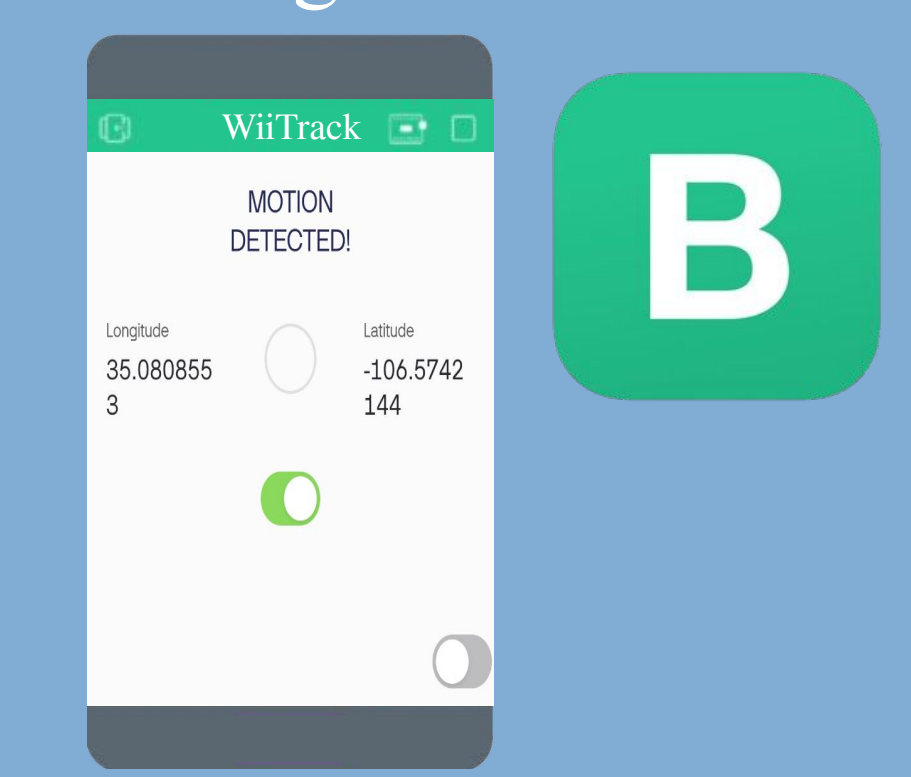 WiiTrack
MOTION
DETECTED!
Longitude
35.080855
3
Latitude
-106.5742
144
B